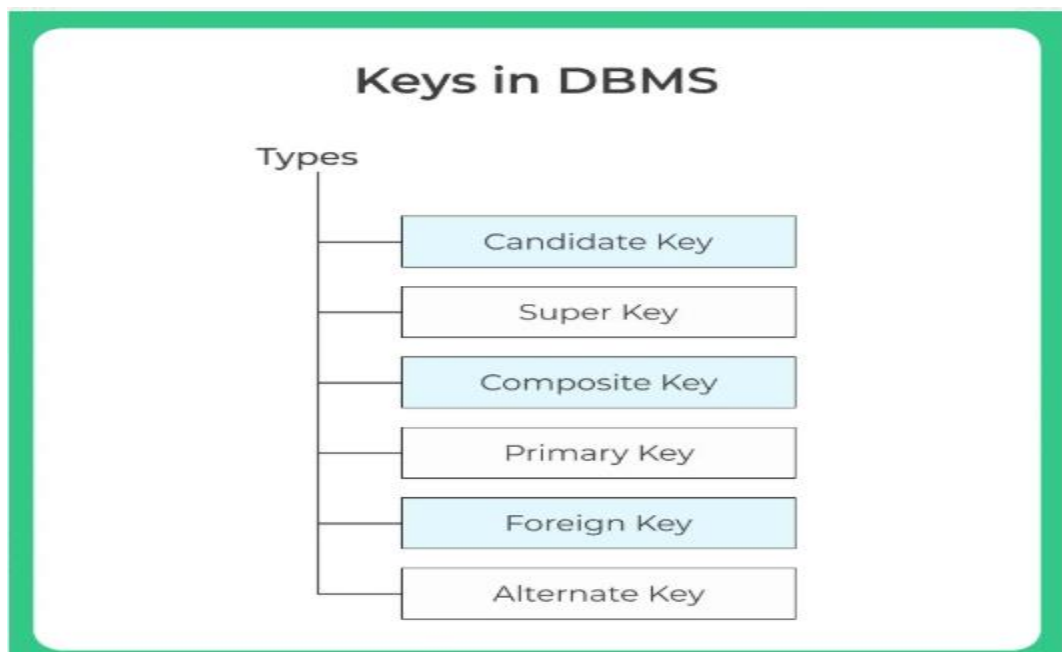 Keys in DBMS
Types
Candidate Key
Super Key
Composite Key
Primary Key
Foreign Key
Alternate Key